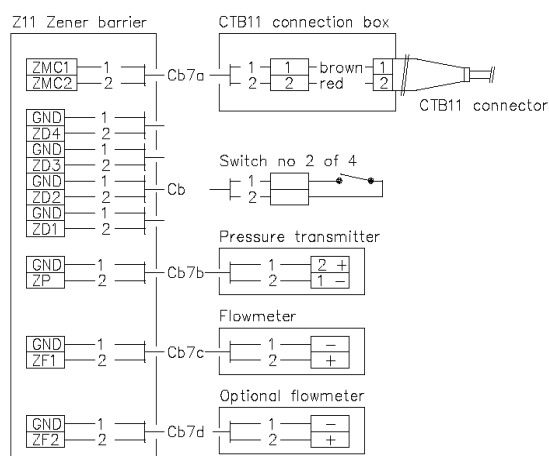 Z11 Zener barrier
CTB11 connection box
ZMC1 1 Cb7a 1 1 brown 1
ZMC2 2 2 2 red 2
CTB11 connector
GND 1
ZD4 2
GND 1
ZD3 2
Switch no 2 of 4
GND 1 Cb 1
ZD2 2 2
GND 1
ZD1 2
Pressure transmitter
GND 1 Cb7b 1 2 +
ZP 2 2 1 -
Flowmeter
GND 1 Cb7c 1 -
ZF1 2 2 +
Optional flowmeter
GND 1 Cb7d 1 -
ZF2 2 2 +